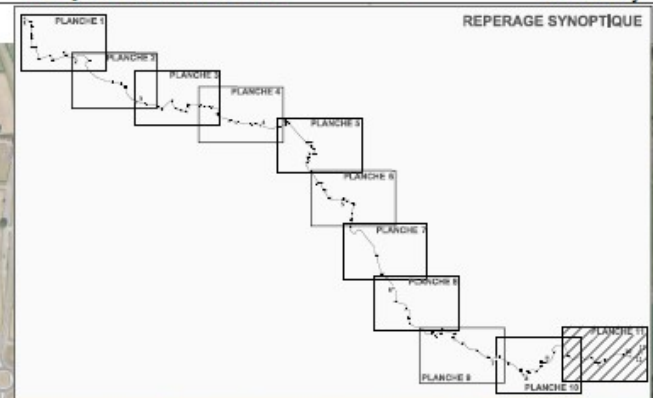 REPERAGE SYNOPTIQUE
PLANCHE 1
PLANCHE 2
PLANCHE 3
PLANCHE 4
PLANCHE 5
PLANCHE 6
PLANCHE 7
PLANCHE 8
PLANCHE 9
PLANCHE 10
PLANCHE 11